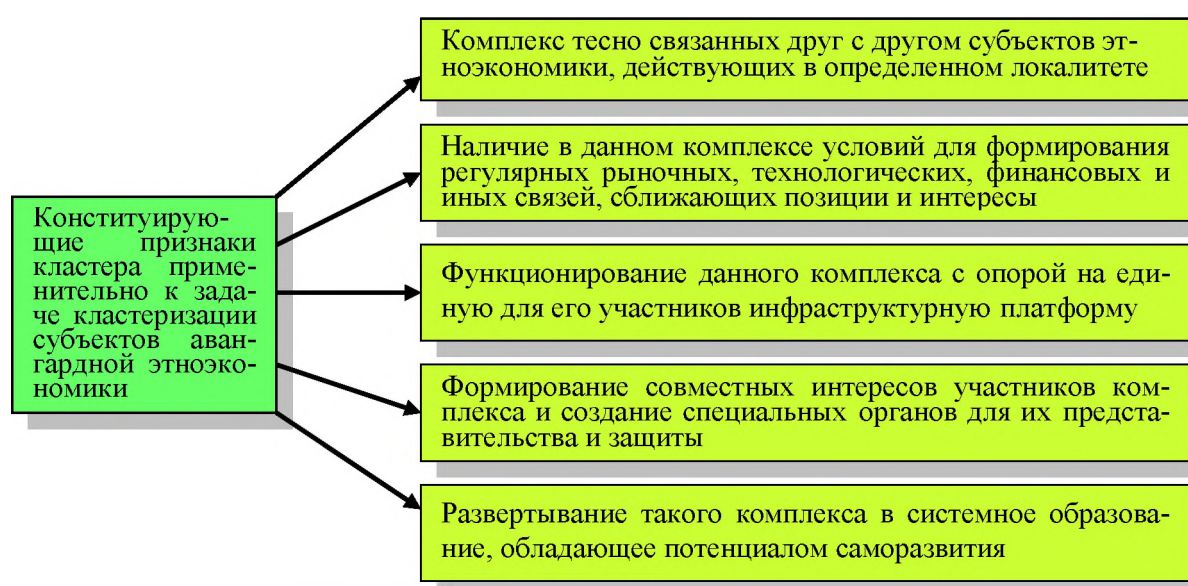 Конституирую-
щие признаки
кластера приме-
нительно к зада-
че кластеризации
субъектов аван-
гардной этноэко-
номики
Комплекс тесно связанных друг с другом субъектов эт-
ноэкономики, действующих в определенном локалитете
Наличие в данном комплексе условий для формирования
регулярных рыночных, технологических, финансовых и
иных связей, сближающих позиции и интересы
Функционирование данного комплекса с опорой на еди-
ную для его участников инфраструктурную платформу
Формирование совместных интересов участников ком-
плекса и создание специальных органов для их предста-
вительства и защиты
Развертывание такого комплекса в системное образова-
ние, обладающее потенциалом саморазвития